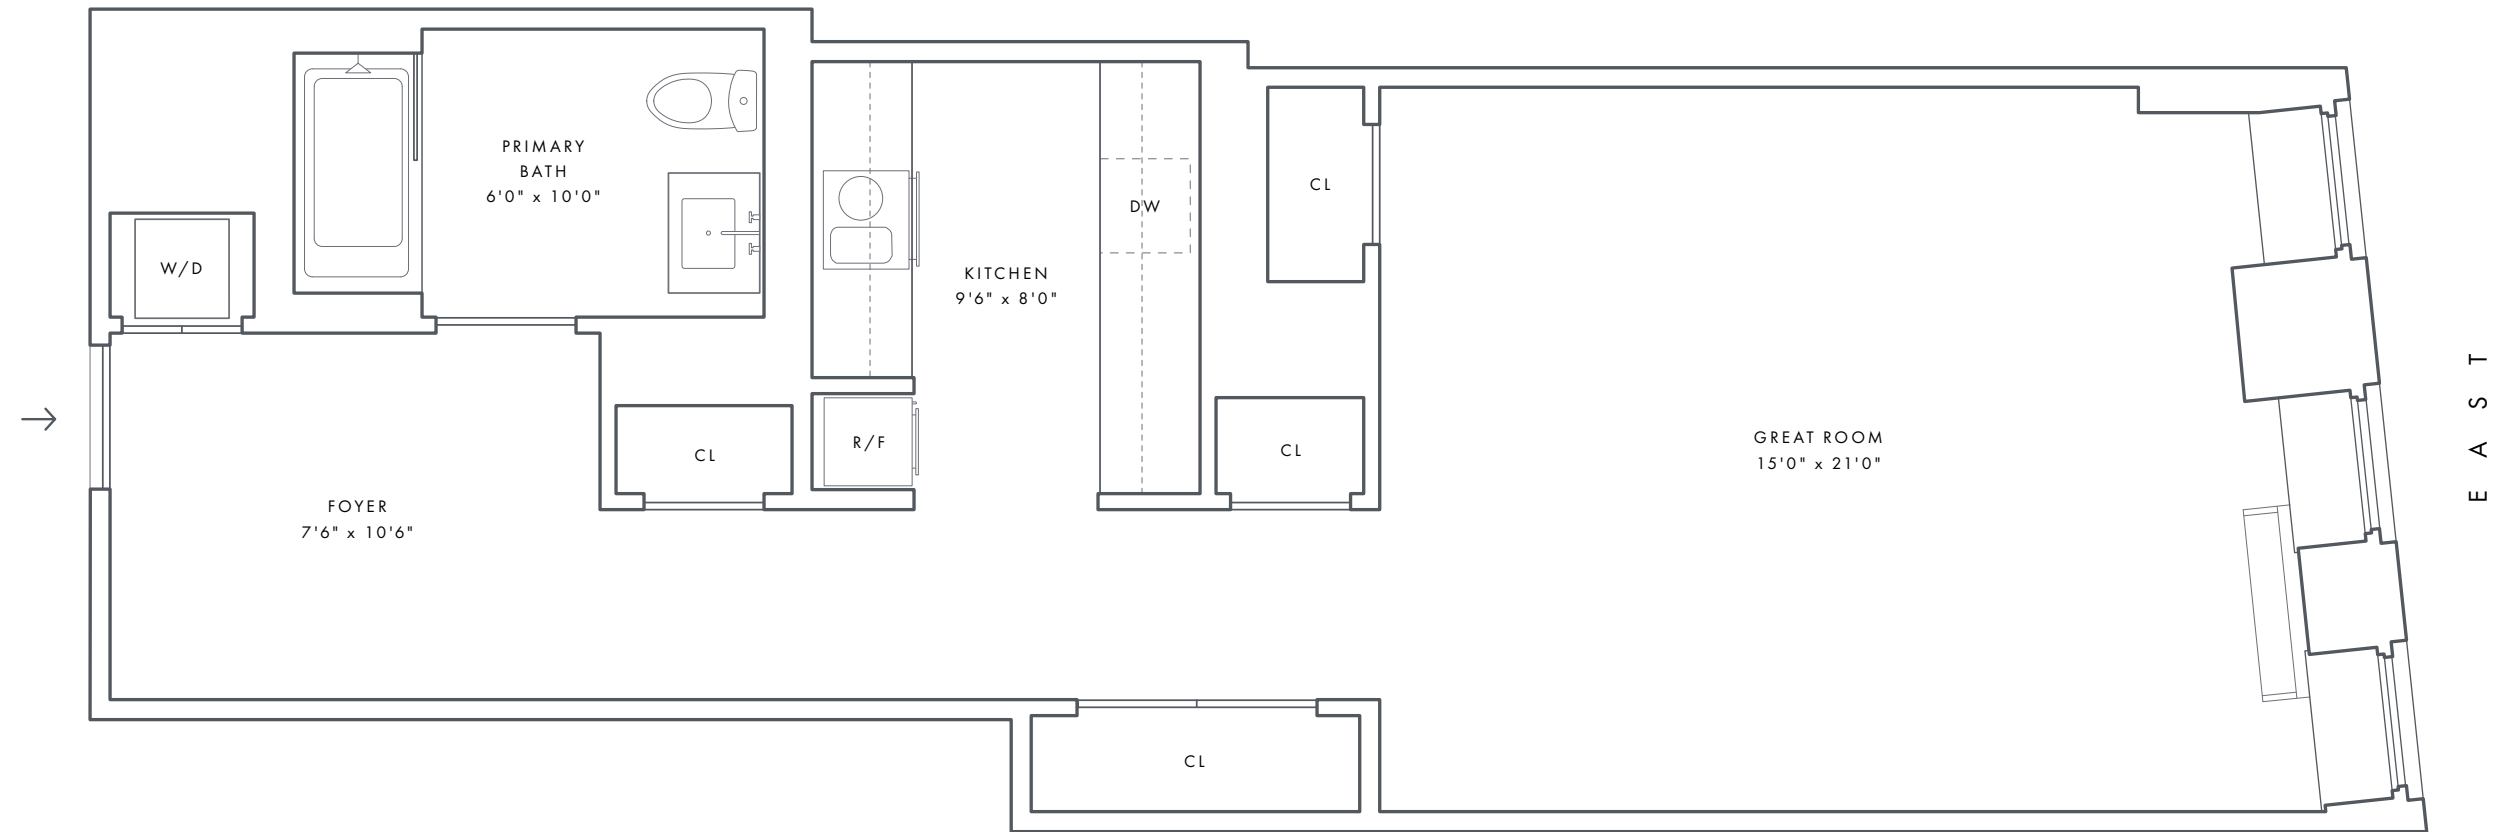 PRIMARY
BATH
6'0" x 10'0"
W/D
KITCHEN
9'6" x 8'0"
DW
CL
R/F
CL
CL
FOYER
7'6" x 10'6"
GREAT ROOM
15'0" x 21'0"
CL
EAST